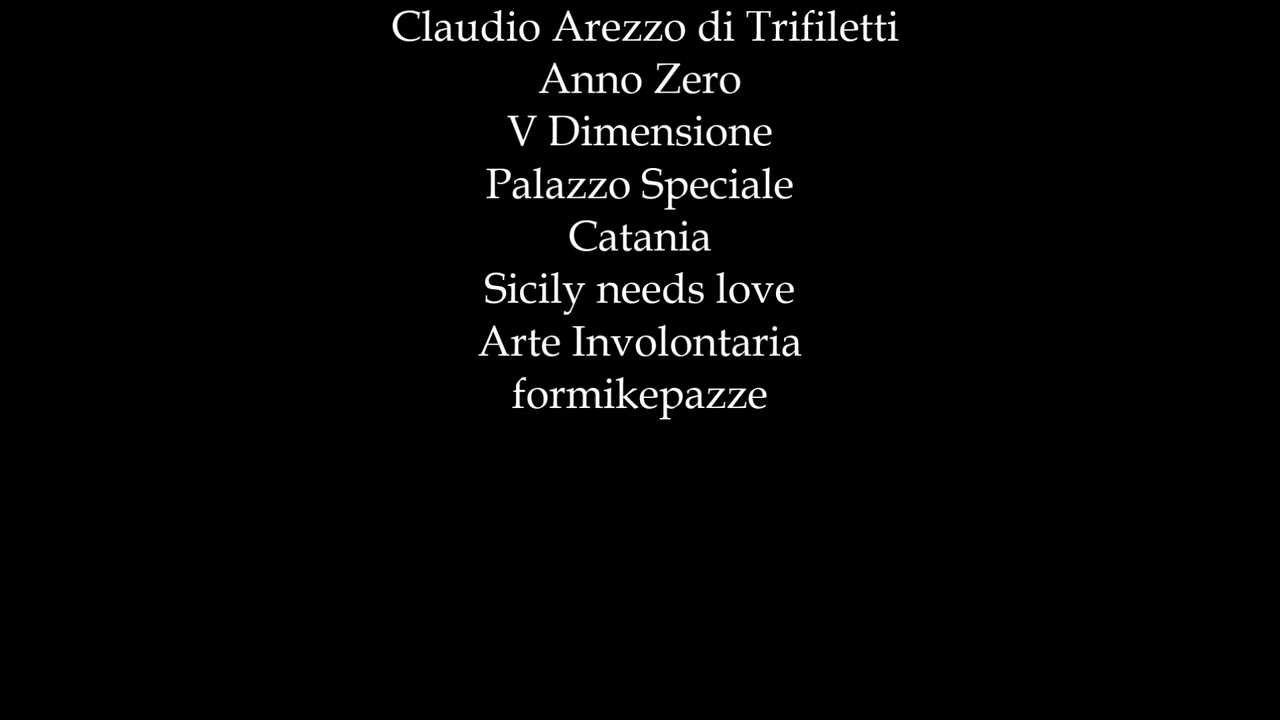 Claudio Arezzo di Trifiletti
Anno Zero
V Dimensione
Palazzo Speciale
Catania
Sicily needs love
Arte Involontaria
formikepazze